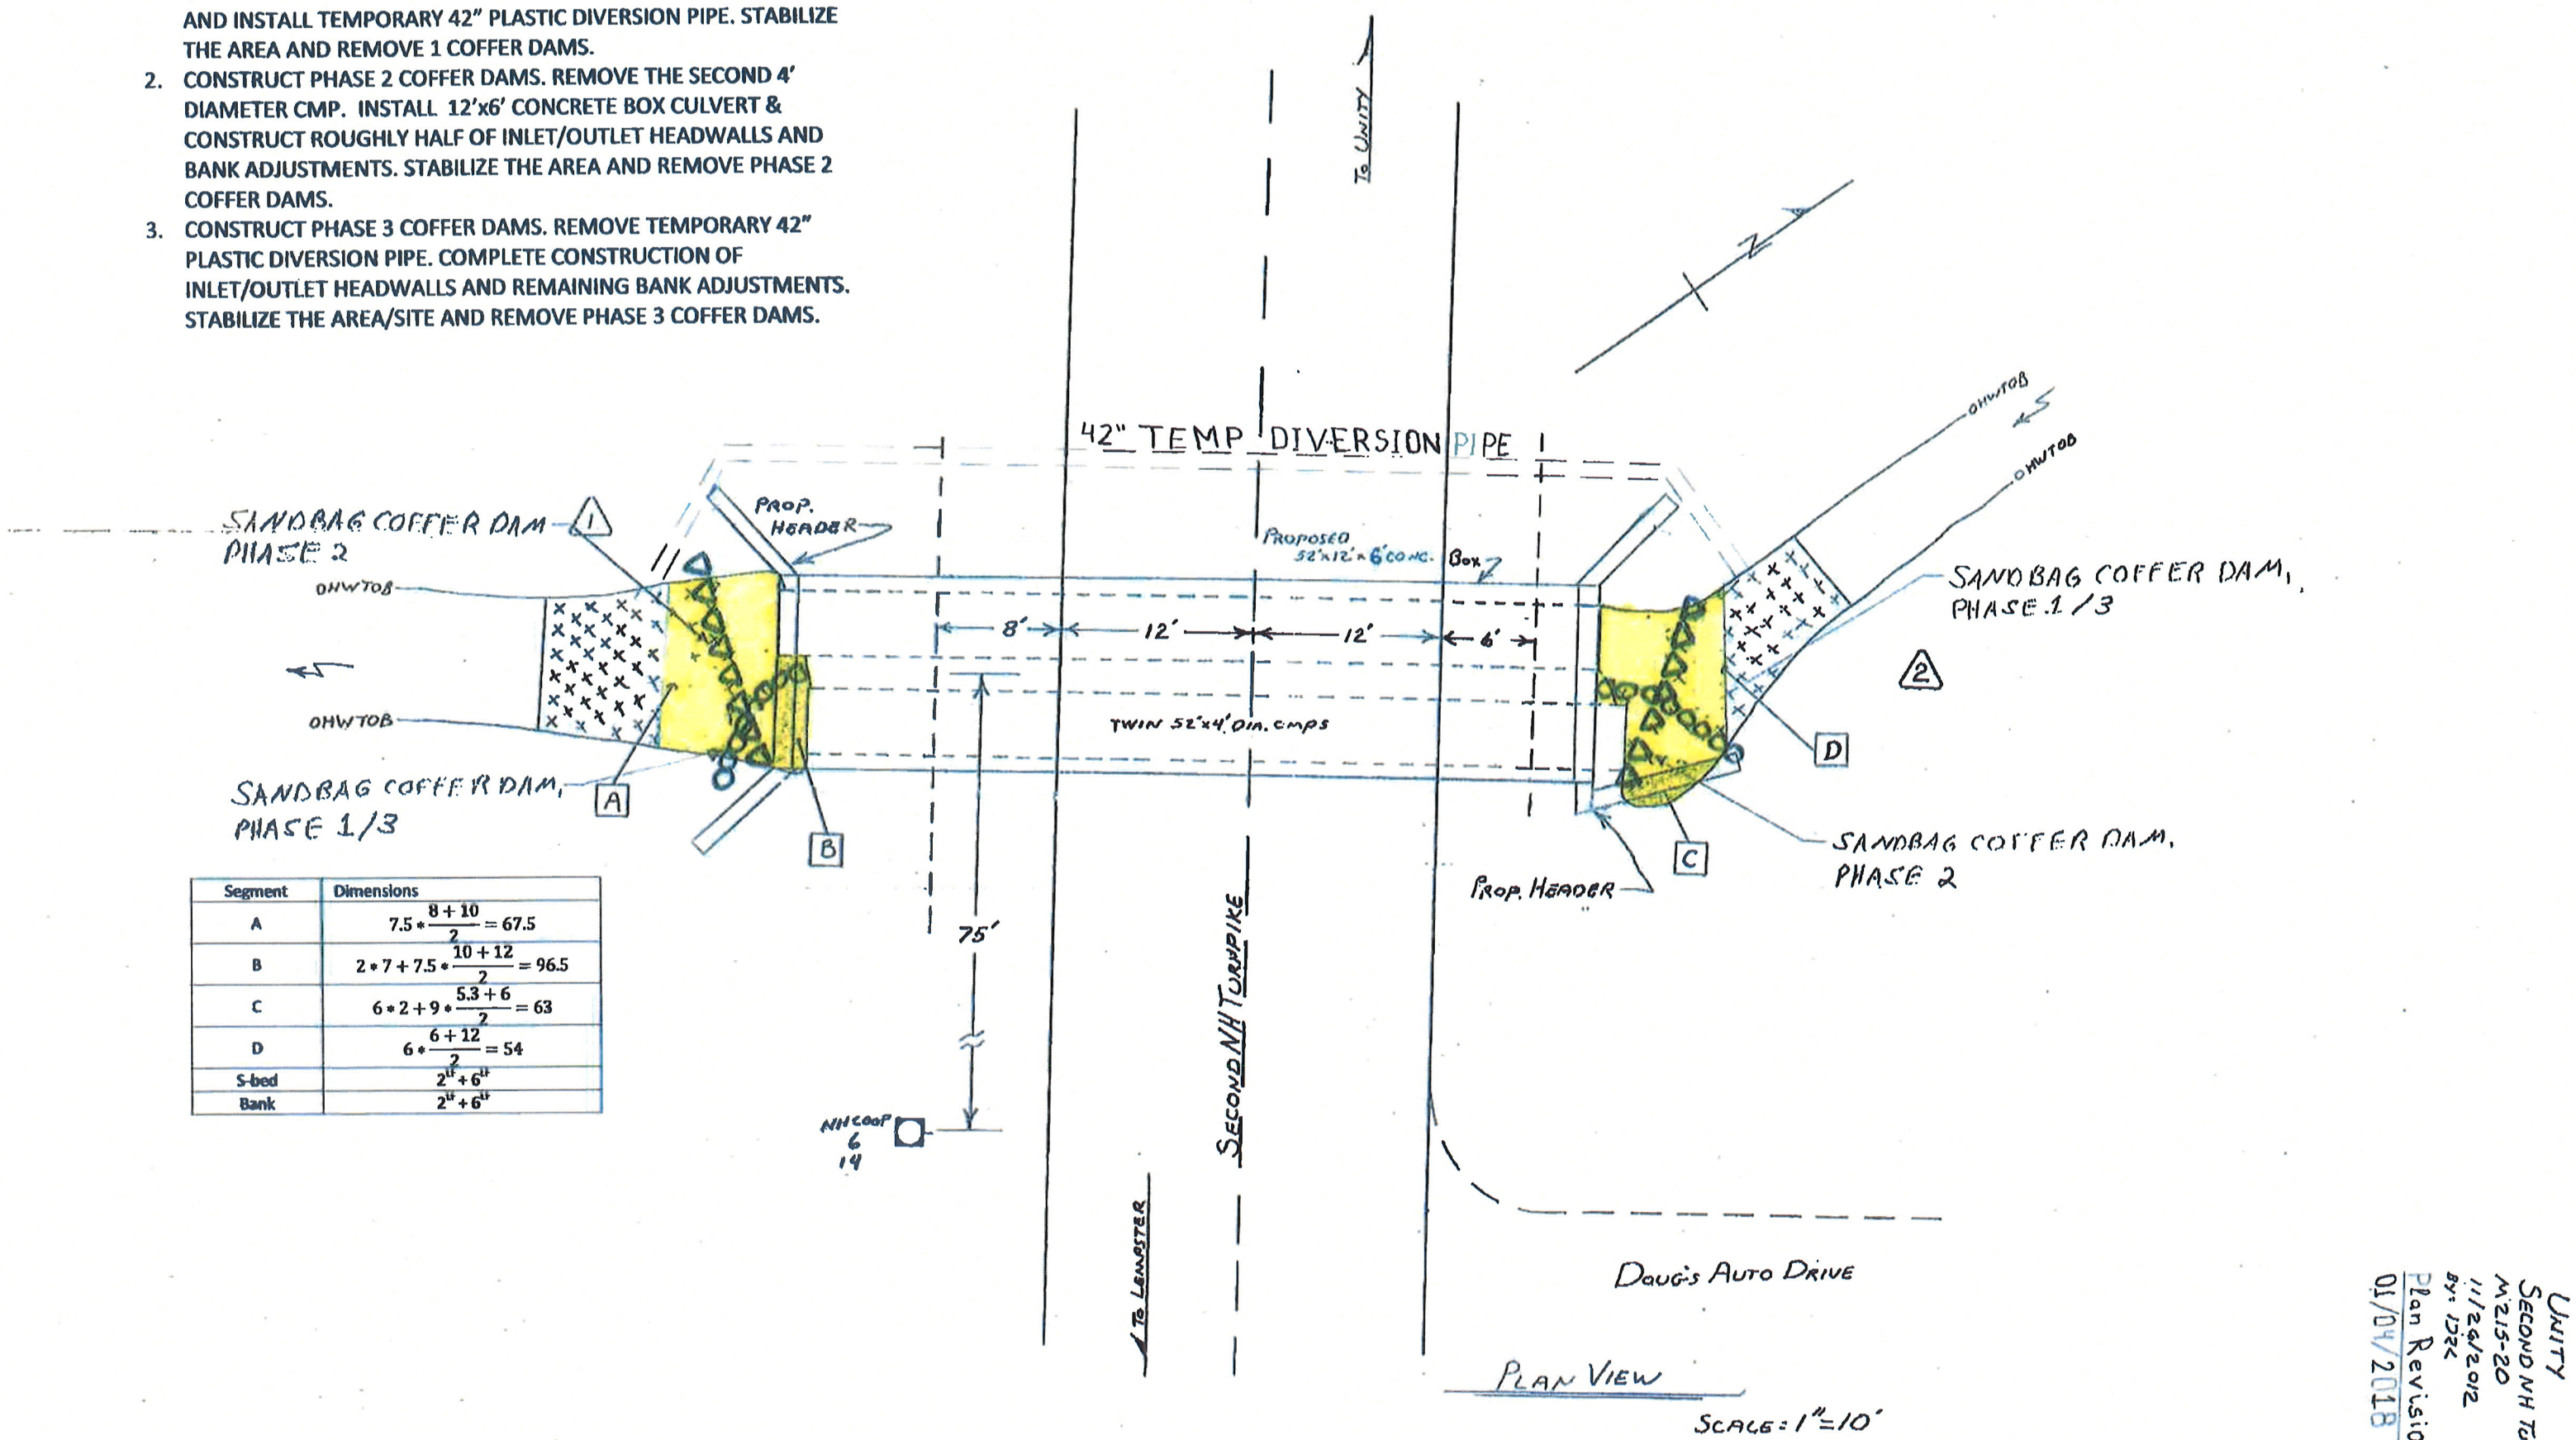 AND INSTALL TEMPORARY 42” PLASTIC DIVERSION PIPE. STABILIZE
THE AREA AND REMOVE 1 COFFER DAMS.
2. CONSTRUCT PHASE 2 COFFER DAMS. REMOVE THE SECOND 4’
DIAMETER CMP. INSTALL 12’x6’ CONCRETE BOX CULVERT &
CONSTRUCT ROUGHLY HALF OF INLET/OUTLET HEADWALLS AND
BANK ADJUSTMENTS. STABILIZE THE AREA AND REMOVE PHASE 2
COFFER DAMS.
3. CONSTRUCT PHASE 3 COFFER DAMS. REMOVE TEMPORARY 42”
PLASTIC DIVERSION PIPE. COMPLETE CONSTRUCTION OF
INLET/OUTLET HEADWALLS AND REMAINING BANK ADJUSTMENTS.
STABILIZE THE AREA/SITE AND REMOVE PHASE 3 COFFER DAMS.
TO UNITY
N
OHWTOB
OHWTOB
42" TEMP DIVERSION PIPE
SANDBAG COFFER DAM
PHASE 2
1
PROP.
HEADER
PROPOSED
52'x12'x6' CONC. BOX
SANDBAG COFFER DAM,
PHASE 1/3
OHWTOB
8'
12'
12'
6'
2
OHWTOB
TWIN 52'x4' DIA. CMPS
D
SANDBAG COFFER DAM,
PHASE 1/3
A
B
C
SANDBAG COFFER DAM,
PHASE 2
PROP. HEADER
Segment Dimensions
A 7.5*(8+10)/2=67.5
B 2*7+7.5*(10+12)/2=96.5
C 6*2+9*(5.3+6)/2=63
D 6*(6+12)/2=54
S-bed 2LF+6LF
Bank 2LF+6LF
75'
SECOND NH TURNPIKE
NHCOOP
6
14
TO LEMPSTER
DOUG'S AUTO DRIVE
PLAN VIEW
SCALE: 1"=10'
UNITY
SECOND NH
M215-20
11/26/2012
BY:
Plan Revisio
01/04/2018